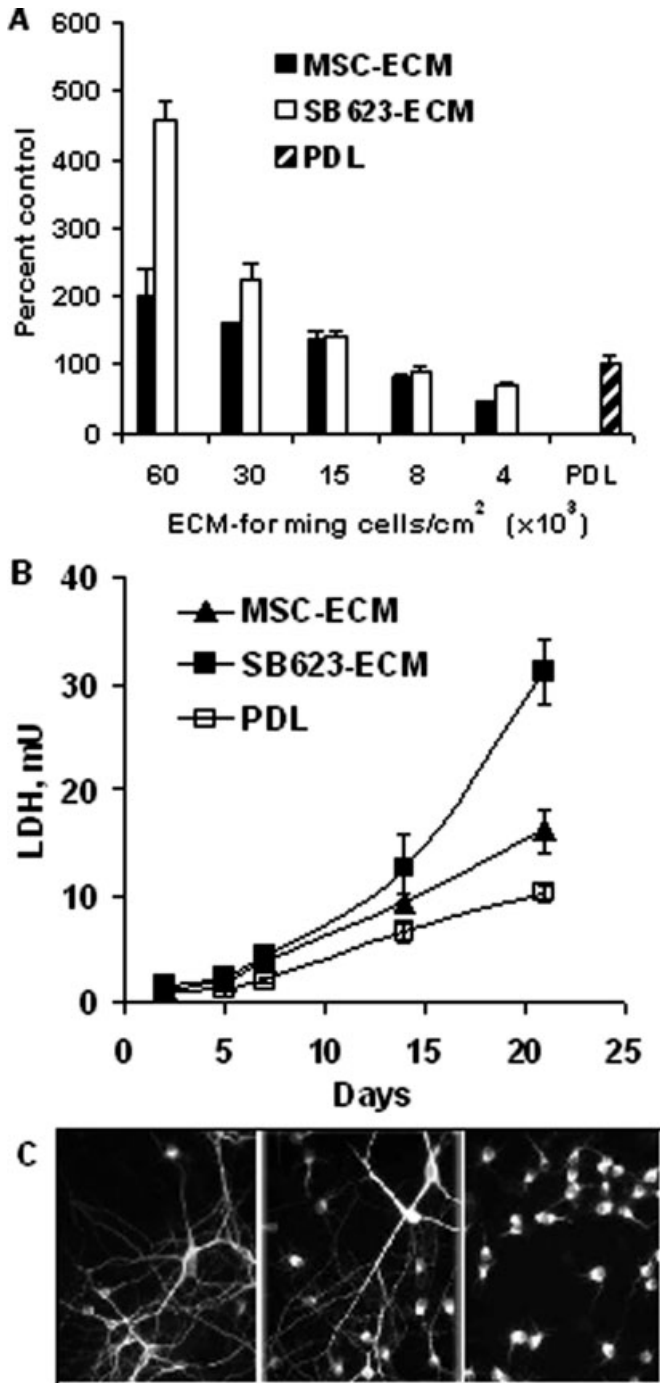 A
600
500
400
300
200
100
0
Percent control
MSC-ECM
SB623-ECM
PDL
60 30 15 8 4 PDL
ECM-forming cells/cm² (x10³)
B
40
30
20
10
0
LDH, mU
MSC-ECM
SB623-ECM
PDL
0 5 10 15 20 25
Days
C